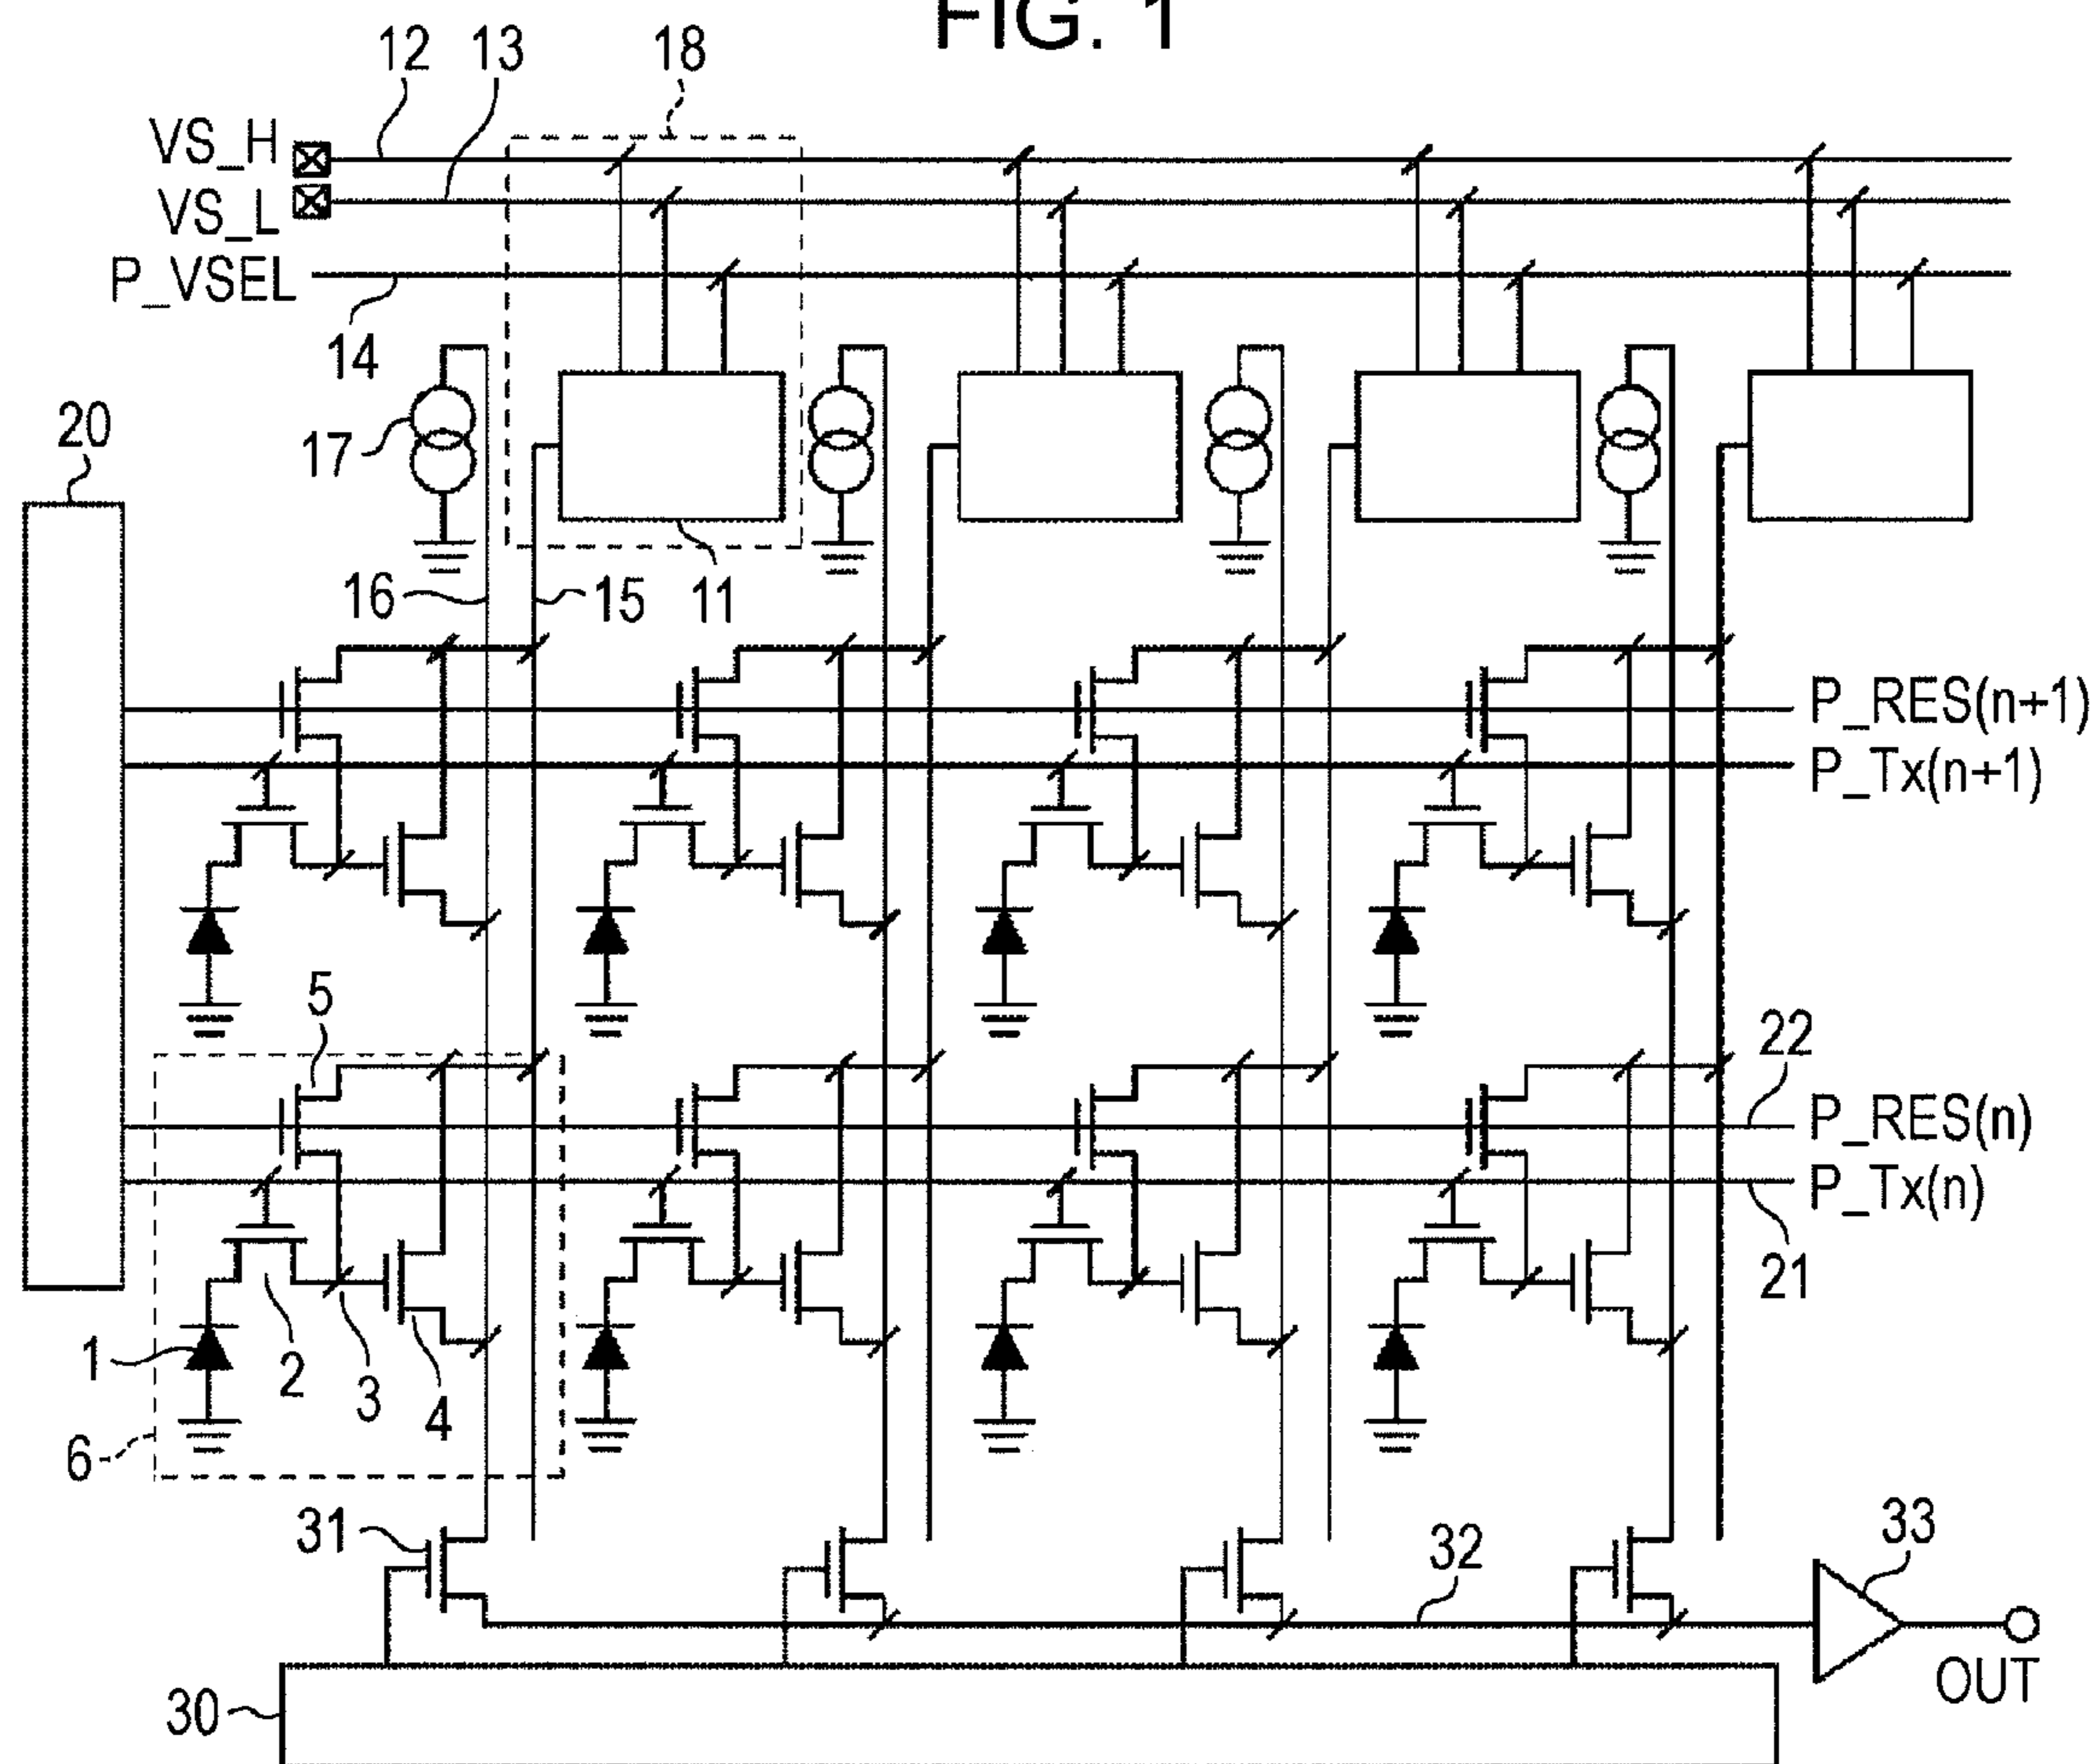 FIG. 1
12
13
18
VS_H
VS_L
P_VSEL
14
17
20
16
15
11
P_RES(n+1)
P_Tx(n+1)
5
22
P_RES(n)
P_Tx(n)
21
1
2
3
4
6
31
32
33
OUT
30